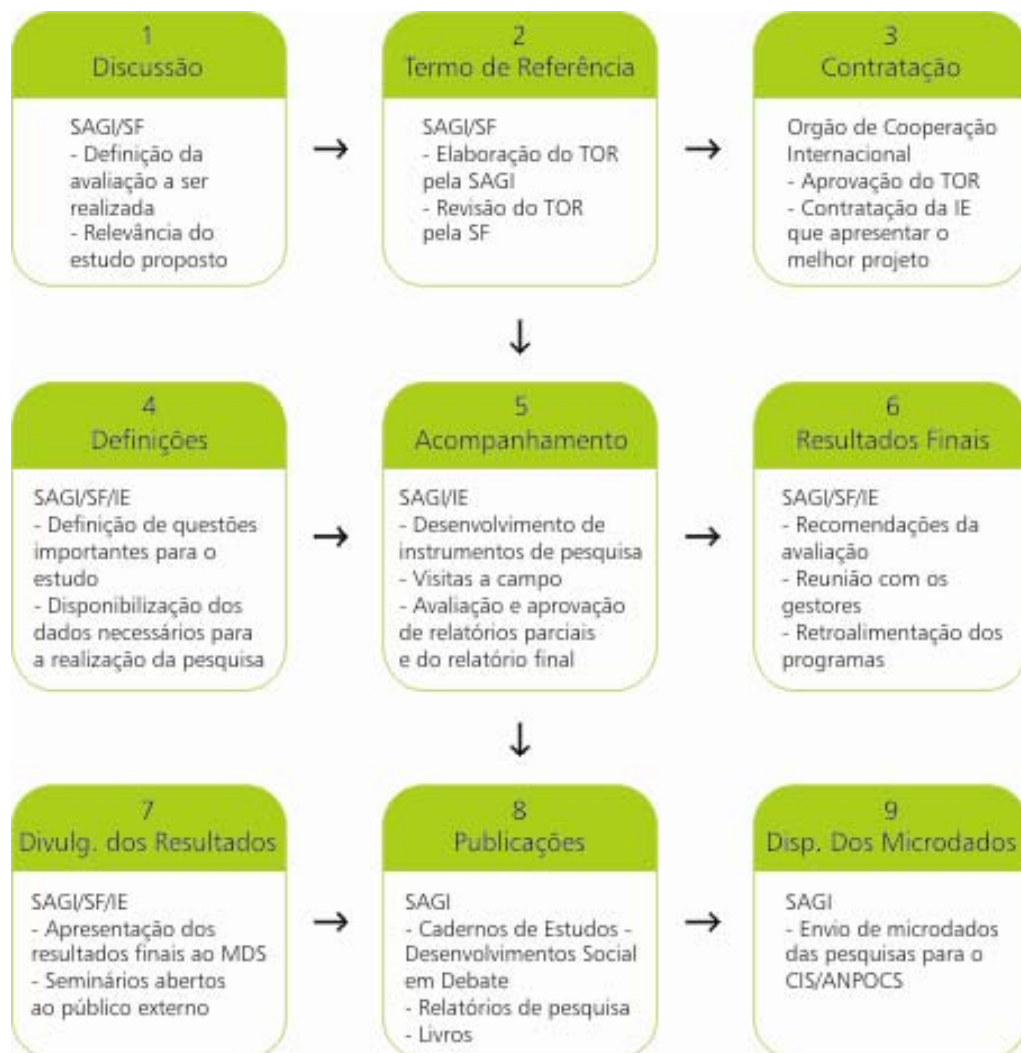 1
Discussão
SAGI/SF
- Definição da
avaliação a ser
realizada
- Relevância do
estudo proposto
2
Termo de Referência
SAGI/SF
- Elaboração do TOR
pela SAGI
- Revisão do TOR
pela SF
3
Contratação
Orgão de Cooperação
Internacional
- Aprovação do TOR
- Contratação da IE
que apresentar o
melhor projeto
4
Definições
SAGI/SF/IE
- Definição de questões
importantes para o
estudo
- Disponibilização dos
dados necessários para
a realização da pesquisa
5
Acompanhamento
SAGI/IE
- Desenvolvimento de
instrumentos de pesquisa
- Visitas a campo
- Avaliação e aprovação
de relatórios parciais
e do relatório final
6
Resultados Finais
SAGI/SF/IE
- Recomendações da
avaliação
- Reunião com os
gestores
- Retroalimentação dos
programas
7
Divulg. dos Resultados
SAGI/SF/IE
- Apresentação dos
resultados finais ao MDS
- Seminários abertos
ao público externo
8
Publicações
SAGI
- Cadernos de Estudos -
Desenvolvimentos Social
em Debate
- Relatórios de pesquisa
- Livros
9
Disp. Dos Microdados
SAGI
- Envio de microdados
das pesquisas para o
CIS/ANPOCS